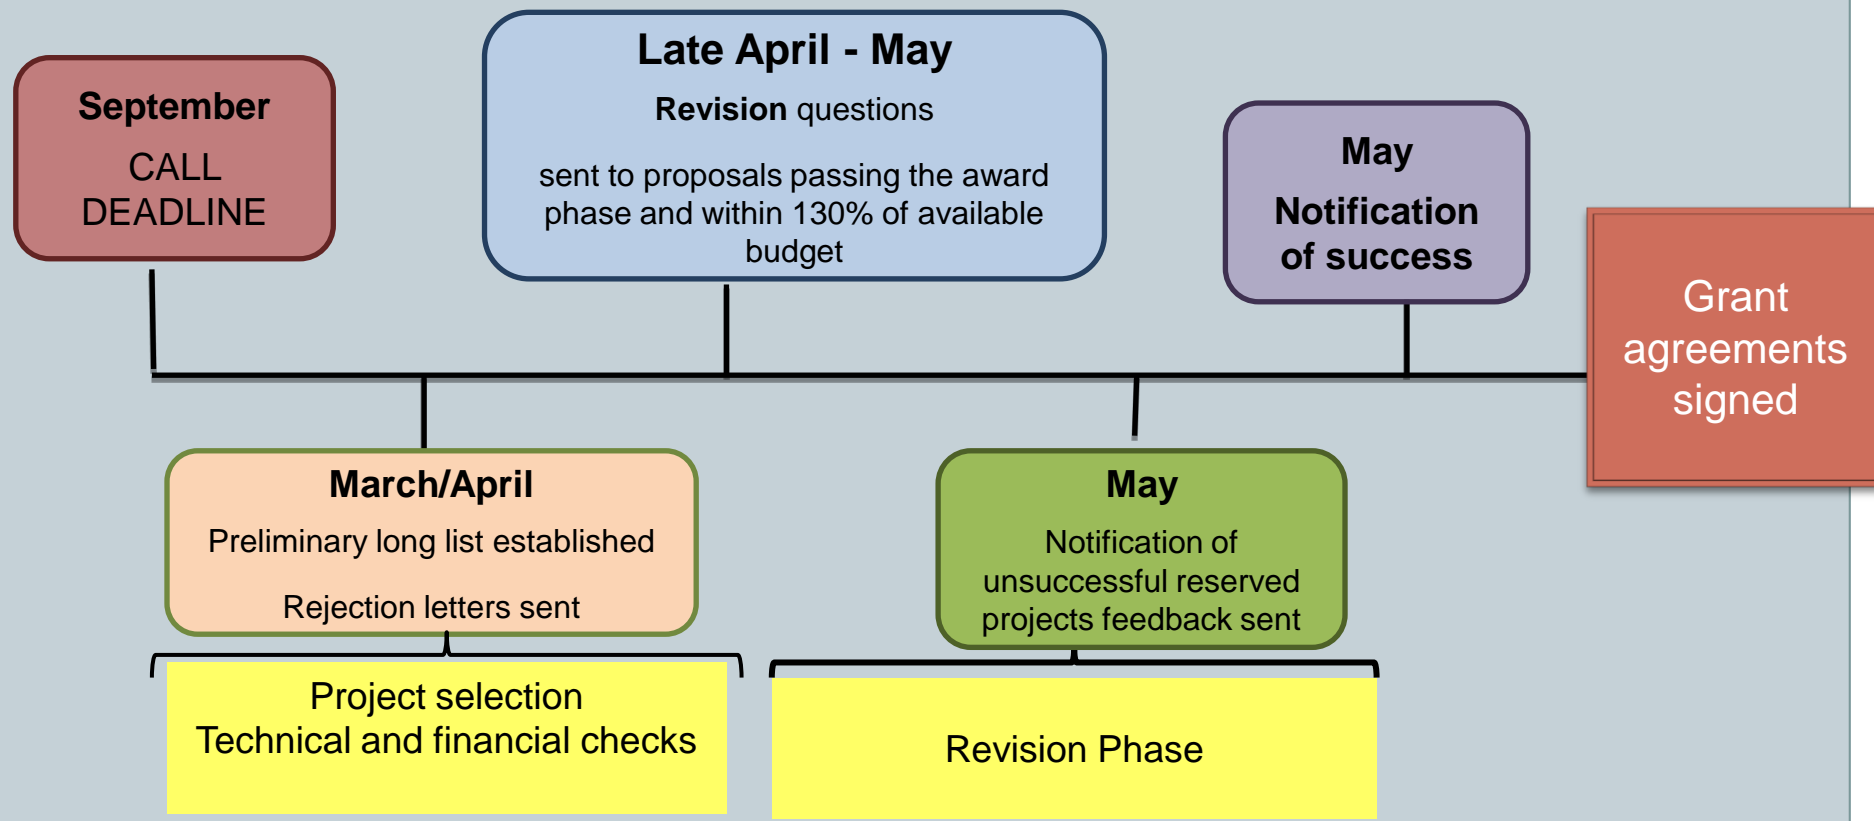 September
CALL
DEADLINE
Late April - May
Revision questions
sent to proposals passing the award
phase and within 130% of available
budget
May
Notification
of success
Grant
agreements
signed
March/April
Preliminary long list established
Rejection letters sent
May
Notification of
unsuccessful reserved
projects feedback sent
Project selection
Technical and financial checks
Revision Phase